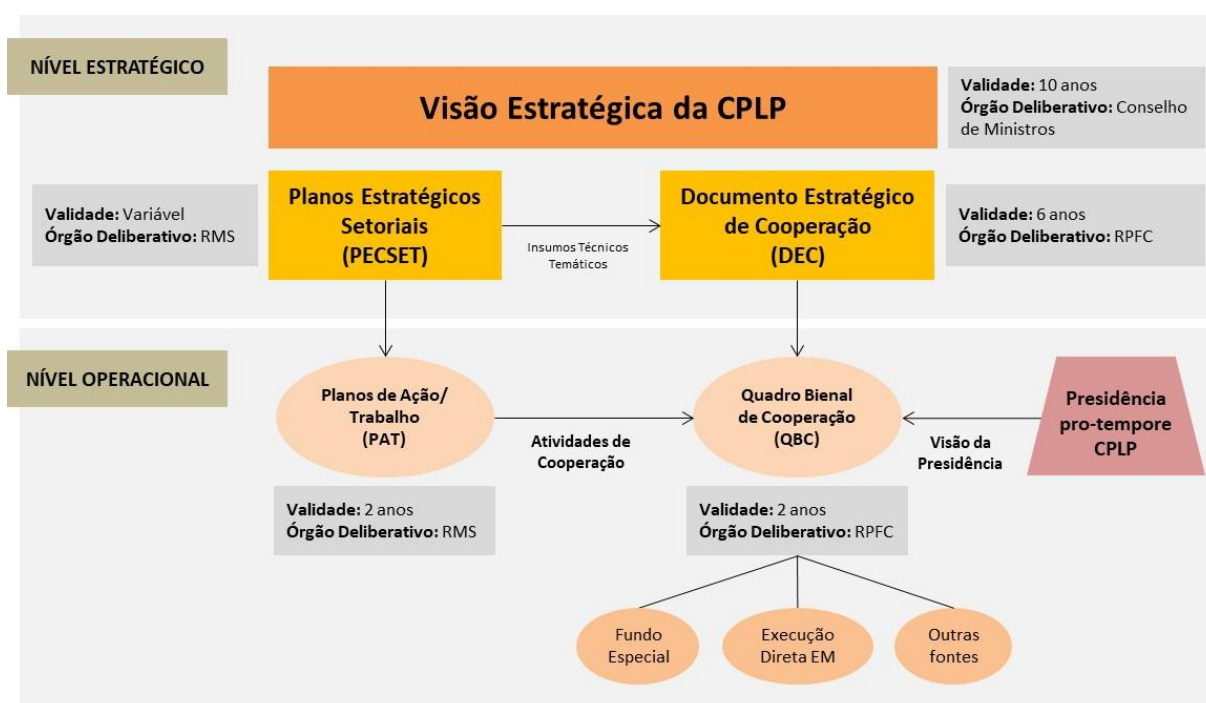 NÍVEL ESTRATÉGICO
Visão Estratégica da CPLP
Validade: 10 anos
Órgão Deliberativo: Conselho
de Ministros
Validade: Variável
Órgão Deliberativo: RMS
Planos Estratégicos
Setoriais
(PECSET)
Insumos Técnicos
Temáticos
Documento Estratégico
de Cooperação
(DEC)
Validade: 6 anos
Órgão Deliberativo: RPFC
NÍVEL OPERACIONAL
Planos de Ação/
Trabalho
(PAT)
Atividades de
Cooperação
Quadro Bienal
de Cooperação
(QBC)
Visão da
Presidência
Presidência
pro-tempore
CPLP
Validade: 2 anos
Órgão Deliberativo: RMS
Validade: 2 anos
Órgão Deliberativo: RPFC
Fundo
Especial
Execução
Direta EM
Outras
fontes